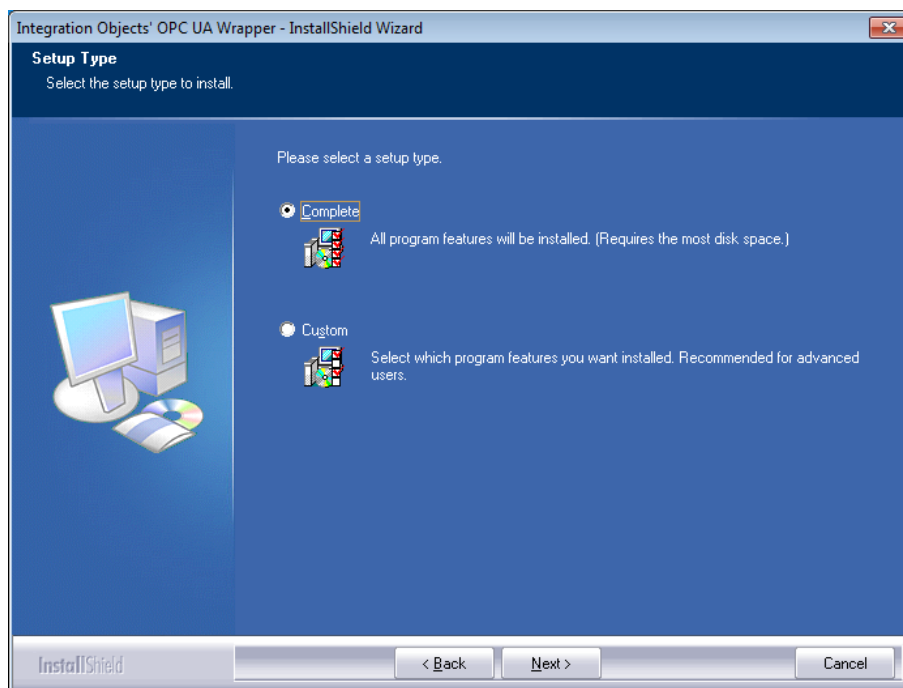 Integration Objects' OPC UA Wrapper - InstallShield Wizard
Setup Type
Select the setup type to install.
Please select a setup type.
Complete
All program features will be installed. (Requires the most disk space.)
Custom
Select which program features you want installed. Recommended for advanced
users.
InstallShield
< Back
Next >
Cancel